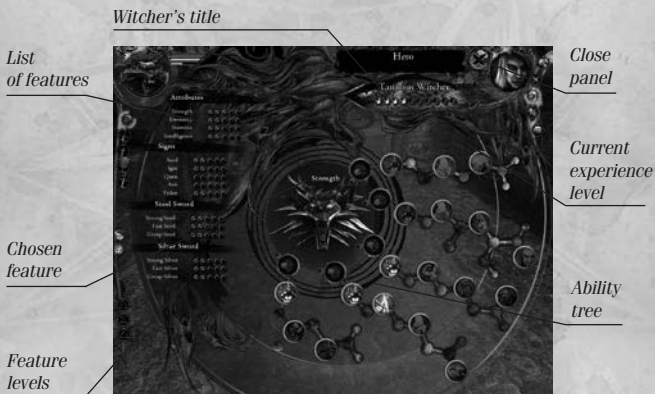 Witcher's title
List
of features
Close
panel
Current
experience
level
Chosen
feature
Ability
tree
Feature
levels
Hero
Witcher
Attributes
Strength
Dexterity
Stamina
Intelligence
Signs
Aard
Igni
Quen
Axii
Yrden
Steel Sword
Strong Steel
Fast Steel
Group Steel
Silver Sword
Strong Silver
Fast Silver
Group Silver
Strength